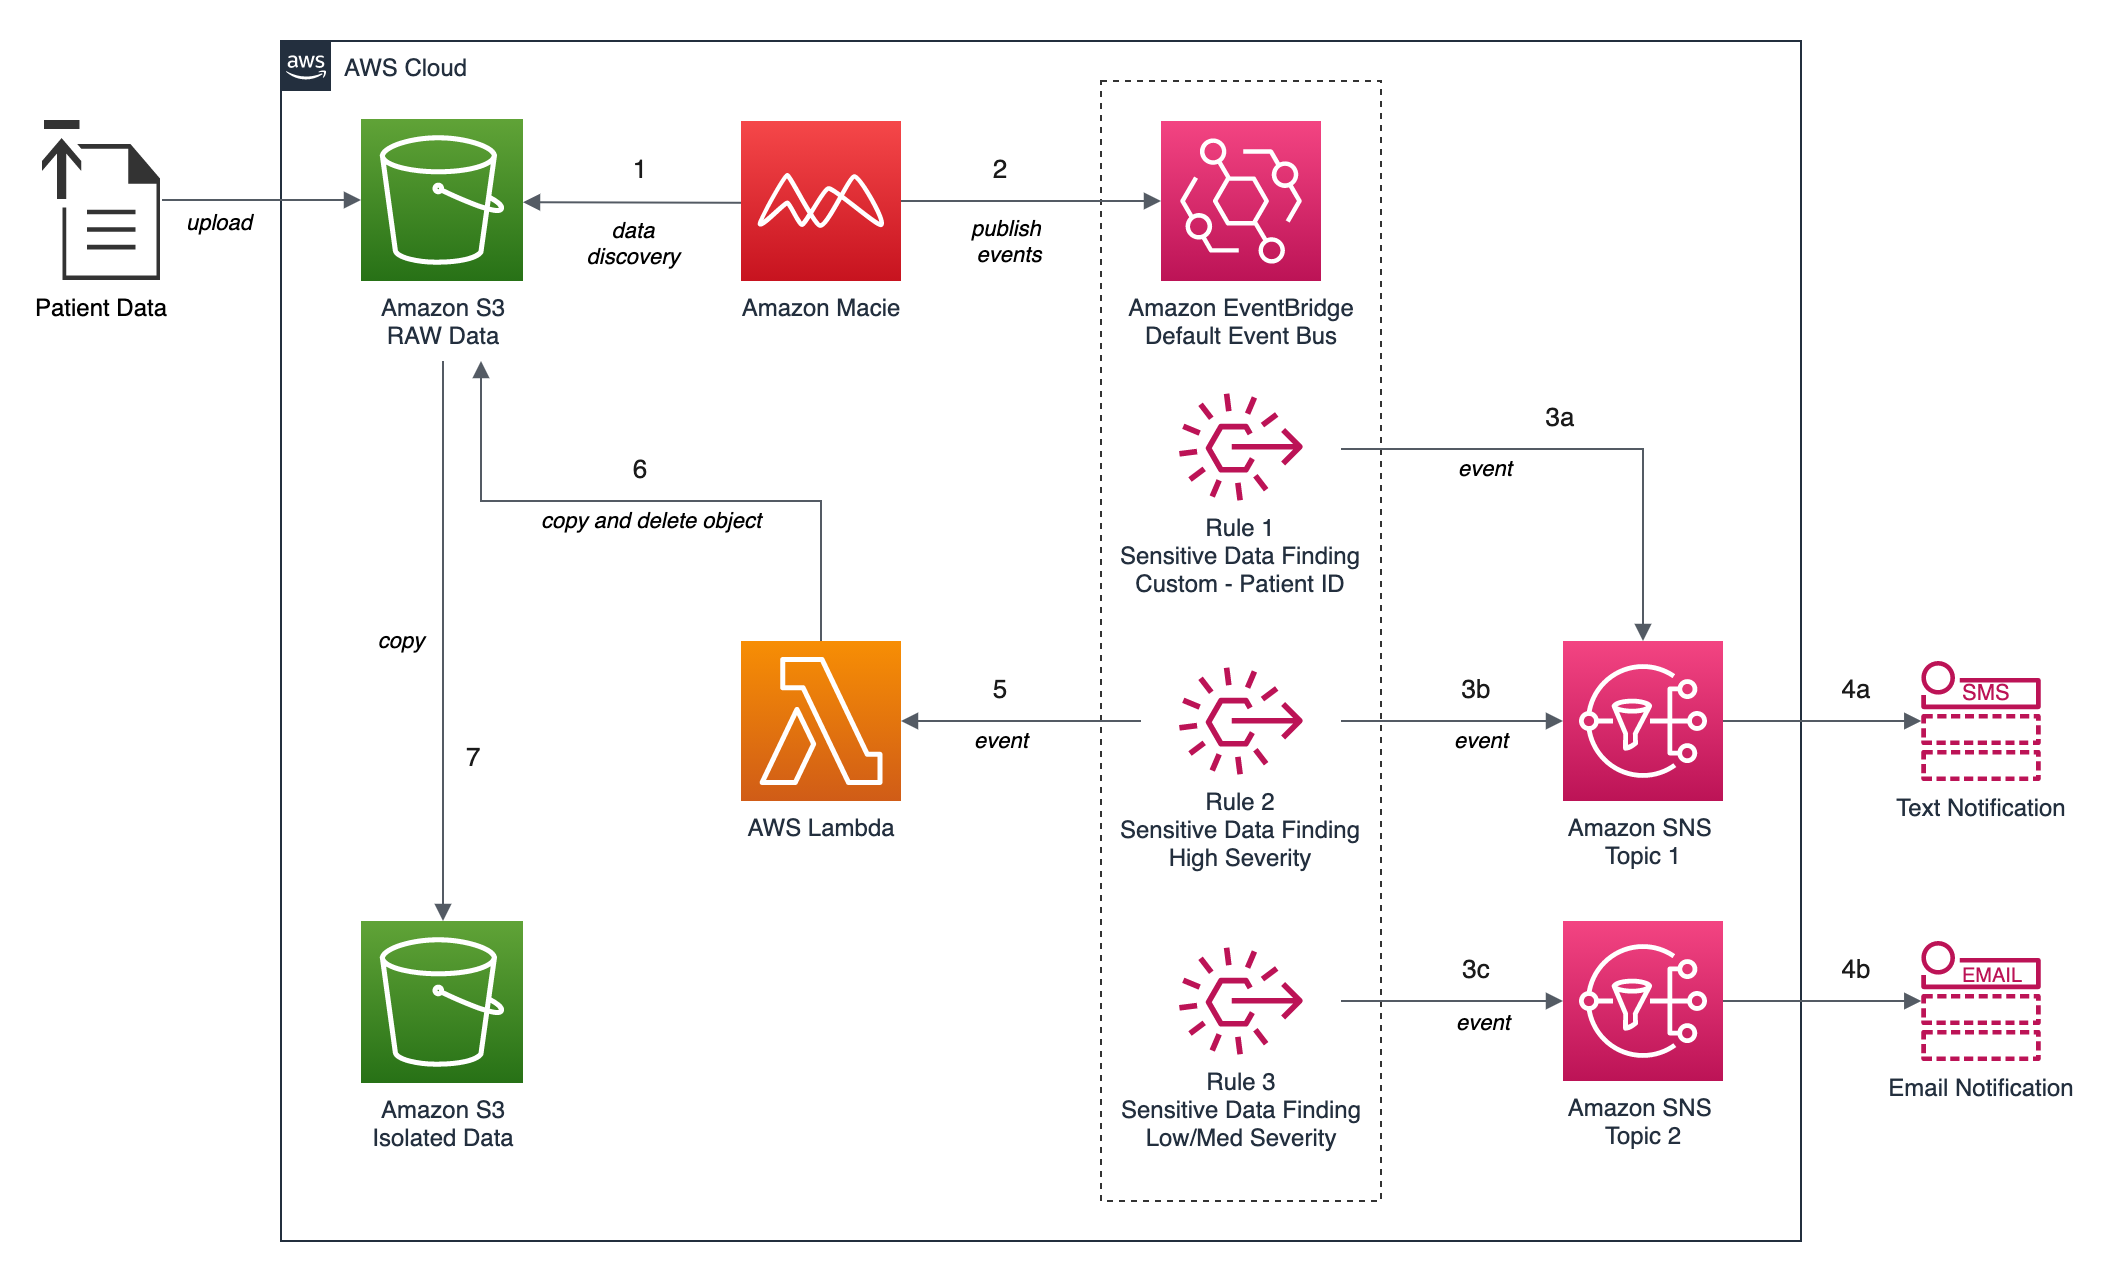 aws
AWS Cloud
Patient Data
upload
Amazon S3
RAW Data
1
data
discovery
Amazon Macie
2
publish
events
Amazon EventBridge
Default Event Bus
3a
event
Rule 1
Sensitive Data Finding
Custom - Patient ID
6
copy and delete object
copy
7
AWS Lambda
5
event
Rule 2
Sensitive Data Finding
High Severity
3b
event
Amazon SNS
Topic 1
4a
SMS
Text Notification
Amazon S3
Isolated Data
Rule 3
Sensitive Data Finding
Low/Med Severity
3c
event
Amazon SNS
Topic 2
4b
EMAIL
Email Notification